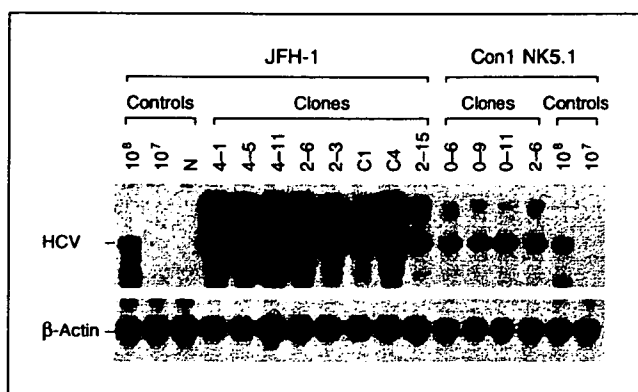 JFH-1 Con1 NK5.1
Controls Clones Clones Controls
10⁸ 10⁷ N 4–1 4–5 4–11 2–6 2–3 C1 C4 2–15 0–6 0–9 0–11 2–6 10⁸ 10⁷
HCV
β-Actin